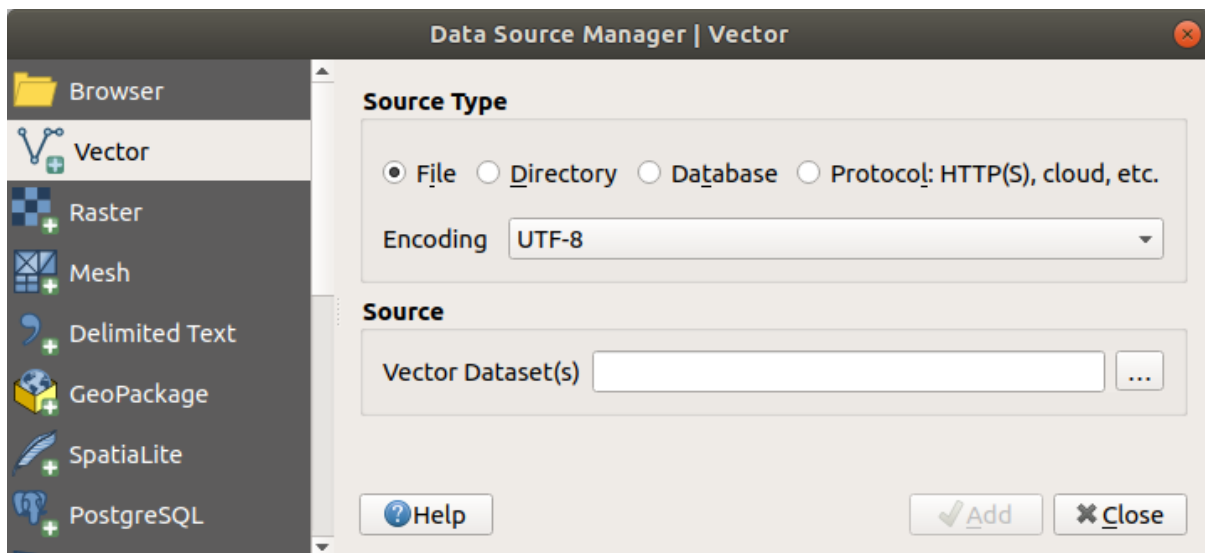 Data Source Manager | Vector
Browser
Vector
Raster
Mesh
Delimited Text
GeoPackage
SpatiaLite
PostgreSQL
Source Type
File Directory Database Protocol: HTTP(S), cloud, etc.
Encoding UTF-8
Source
Vector Dataset(s) ...
Help Add Close